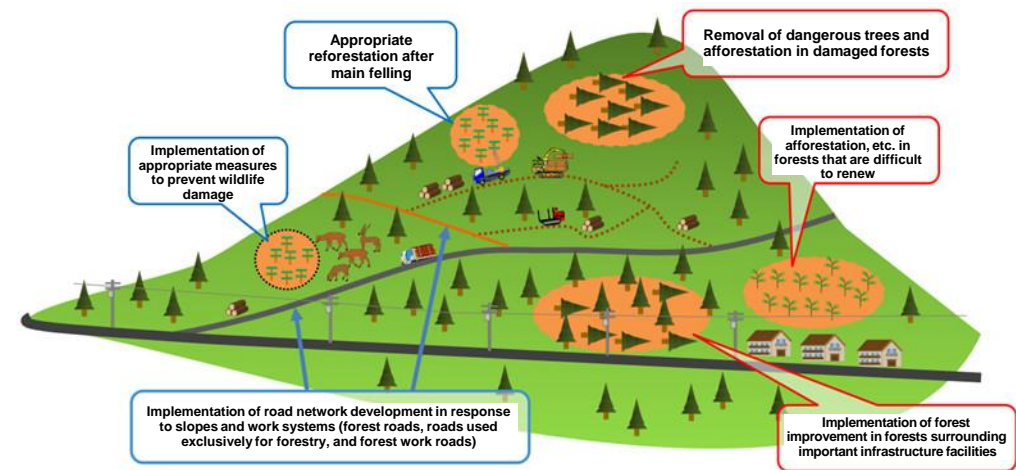 Appropriate
reforestation after
main felling
Removal of dangerous trees and
afforestation in damaged forests
Implementation of
appropriate measures
to prevent wildlife
damage
Implementation of
afforestation, etc. in
forests that are difficult
to renew
Implementation of road network development in response
to slopes and work systems (forest roads, roads used
exclusively for forestry, and forest work roads)
Implementation of forest
improvement in forests surrounding
important infrastructure facilities